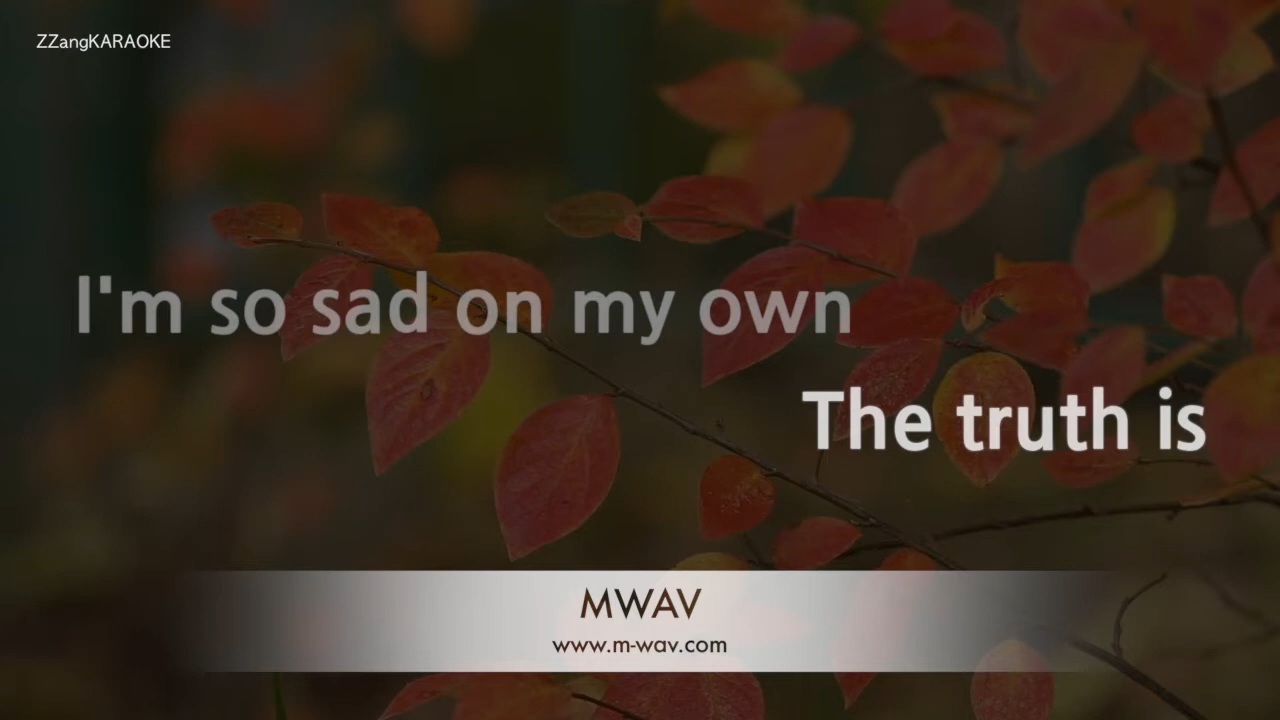 ZZangKARAOKE
I'm so sad on my own
The truth is
MWAV
www.m-wav.com